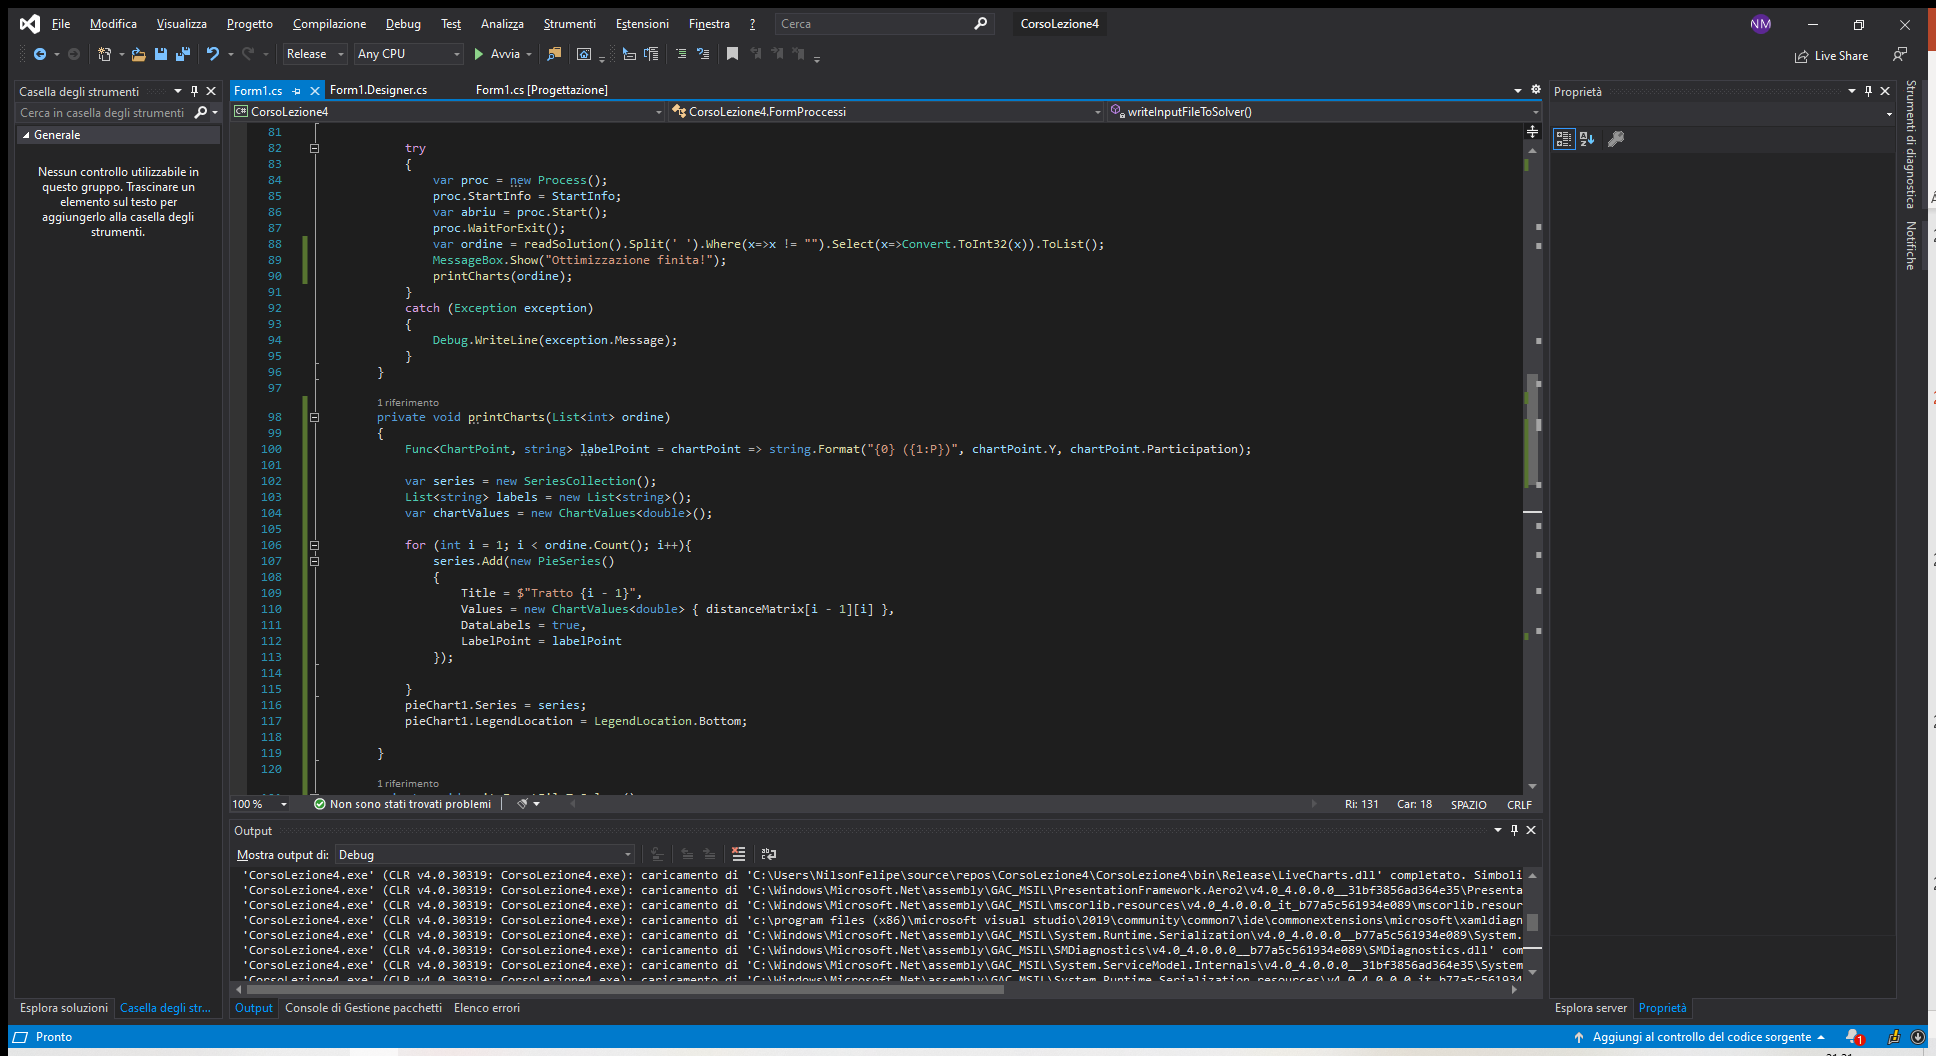 File Modifica Visualizza Progetto Compilazione Debug Test Analizza Strumenti Estensioni Finestra ? Cerca CorsoLezione4 NM
Release Any CPU Avvia Live Share
Casella degli strumenti
Cerca in casella degli strumenti
Generale
Nessun controllo utilizzabile in
questo gruppo. Trascinare un
elemento sul testo per
aggiungerlo alla casella degli
strumenti.
Form1.cs Form1.Designer.cs Form1.cs [Progettazione]
CorsoLezione4 CorsoLezione4.FormProccessi writeInputFileToSolver()
81
82 try
83 {
84 var proc = new Process();
85 proc.StartInfo = StartInfo;
86 var abriu = proc.Start();
87 proc.WaitForExit();
88 var ordine = readSolution().Split(' ').Where(x=>x != "").Select(x=>Convert.ToInt32(x)).ToList();
89 MessageBox.Show("Ottimizzazione finita!");
90 printCharts(ordine);
91 }
92 catch (Exception exception)
93 {
94 Debug.WriteLine(exception.Message);
95 }
96 }
97
1 riferimento
98 private void printCharts(List<int> ordine)
99 {
100 Func<ChartPoint, string> labelPoint = chartPoint => string.Format("{0} ({1:P})", chartPoint.Y, chartPoint.Participation);
101
102 var series = new SeriesCollection();
103 List<string> labels = new List<string>();
104 var chartValues = new ChartValues<double>();
105
106 for (int i = 1; i < ordine.Count(); i++){
107 series.Add(new PieSeries()
108 {
109 Title = $"Tratto {i - 1}",
110 Values = new ChartValues<double> { distanceMatrix[i - 1][i] },
111 DataLabels = true,
112 LabelPoint = labelPoint
113 });
114
115 }
116 pieChart1.Series = series;
117 pieChart1.LegendLocation = LegendLocation.Bottom;
118
119 }
120
1 riferimento
100 % Non sono stati trovati problemi Ri: 131 Car: 18 SPAZIO CRLF
Output
Mostra output di: Debug
'CorsoLezione4.exe' (CLR v4.0.30319: CorsoLezione4.exe): caricamento di 'C:\Users\NilsonFelipe\source\repos\CorsoLezione4\CorsoLezione4\bin\Release\LiveCharts.dll' completato. Simboli
'CorsoLezione4.exe' (CLR v4.0.30319: CorsoLezione4.exe): caricamento di 'C:\Windows\Microsoft.Net\assembly\GAC_MSIL\PresentationFramework.Aero2\v4.0_4.0.0.0__31bf3856ad364e35\Presenta
'CorsoLezione4.exe' (CLR v4.0.30319: CorsoLezione4.exe): caricamento di 'C:\Windows\Microsoft.Net\assembly\GAC_MSIL\mscorlib.resources\v4.0_4.0.0.0_it_b77a5c561934e089\mscorlib.resour
'CorsoLezione4.exe' (CLR v4.0.30319: CorsoLezione4.exe): caricamento di 'c:\program files (x86)\microsoft visual studio\2019\community\common7\ide\commonextensions\microsoft\xamldiagn
'CorsoLezione4.exe' (CLR v4.0.30319: CorsoLezione4.exe): caricamento di 'C:\Windows\Microsoft.Net\assembly\GAC_MSIL\System.Runtime.Serialization\v4.0_4.0.0.0__b77a5c561934e089\System.
'CorsoLezione4.exe' (CLR v4.0.30319: CorsoLezione4.exe): caricamento di 'C:\Windows\Microsoft.Net\assembly\GAC_MSIL\SMDiagnostics\v4.0_4.0.0.0__b77a5c561934e089\SMDiagnostics.dll' com
'CorsoLezione4.exe' (CLR v4.0.30319: CorsoLezione4.exe): caricamento di 'C:\Windows\Microsoft.Net\assembly\GAC_MSIL\System.ServiceModel.Internals\v4.0_4.0.0.0__31bf3856ad364e35\System
Esplora soluzioni Casella degli str... Output Console di Gestione pacchetti Elenco errori
Proprietà
Esplora server Proprietà
Strumenti di diagnostica
Notifiche
Pronto Aggiungi al controllo del codice sorgente 1